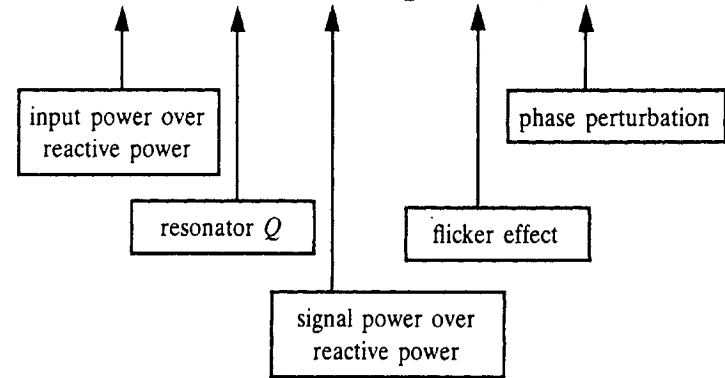 input power over
reactive power
phase perturbation
resonator Q
flicker effect
signal power over
reactive power